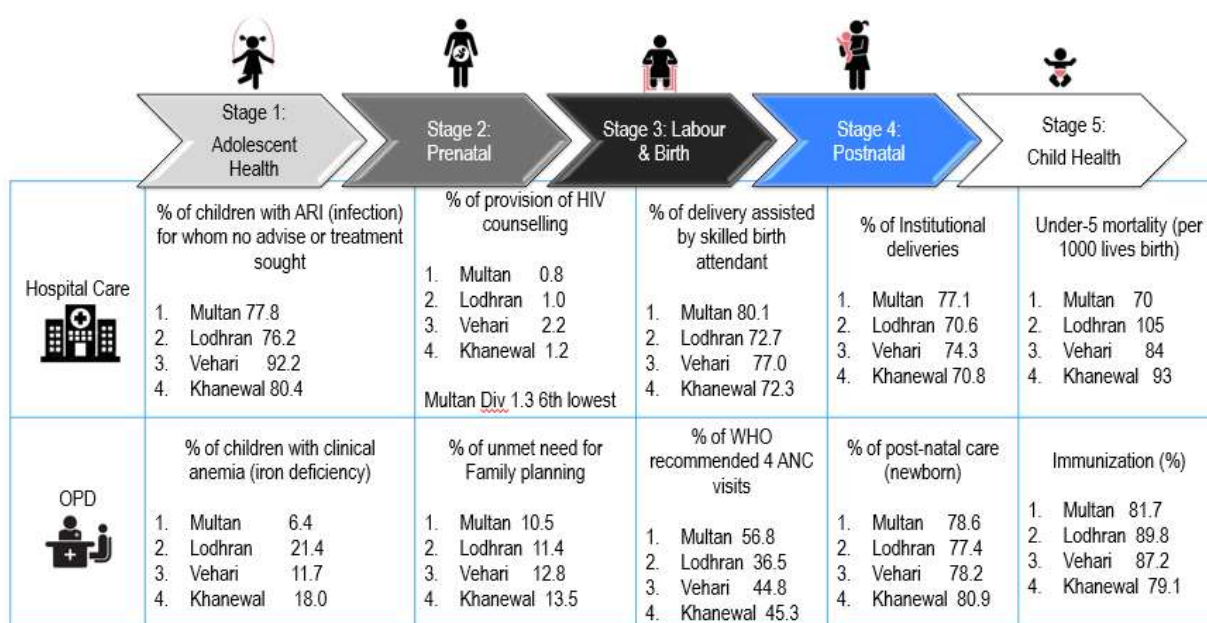 Stage 1:
Adolescent
Health
Stage 2:
Prenatal
Stage 3: Labour
& Birth
Stage 4:
Postnatal
Stage 5:
Child Health
Hospital Care
% of children with ARI (infection)
for whom no advise or treatment
sought
1. Multan 77.8
2. Lodhran 76.2
3. Vehari 92.2
4. Khanewal 80.4
% of provision of HIV
counselling
1. Multan 0.8
2. Lodhran 1.0
3. Vehari 2.2
4. Khanewal 1.2
Multan Div 1.3 6th lowest
% of delivery assisted
by skilled birth
attendant
1. Multan 80.1
2. Lodhran 72.7
3. Vehari 77.0
4. Khanewal 72.3
% of Institutional
deliveries
1. Multan 77.1
2. Lodhran 70.6
3. Vehari 74.3
4. Khanewal 70.8
Under-5 mortality (per
1000 lives birth)
1. Multan 70
2. Lodhran 105
3. Vehari 84
4. Khanewal 93
OPD
% of children with clinical
anemia (iron deficiency)
1. Multan 6.4
2. Lodhran 21.4
3. Vehari 11.7
4. Khanewal 18.0
% of unmet need for
Family planning
1. Multan 10.5
2. Lodhran 11.4
3. Vehari 12.8
4. Khanewal 13.5
% of WHO
recommended 4 ANC
visits
1. Multan 56.8
2. Lodhran 36.5
3. Vehari 44.8
4. Khanewal 45.3
% of post-natal care
(newborn)
1. Multan 78.6
2. Lodhran 77.4
3. Vehari 78.2
4. Khanewal 80.9
Immunization (%)
1. Multan 81.7
2. Lodhran 89.8
3. Vehari 87.2
4. Khanewal 79.1